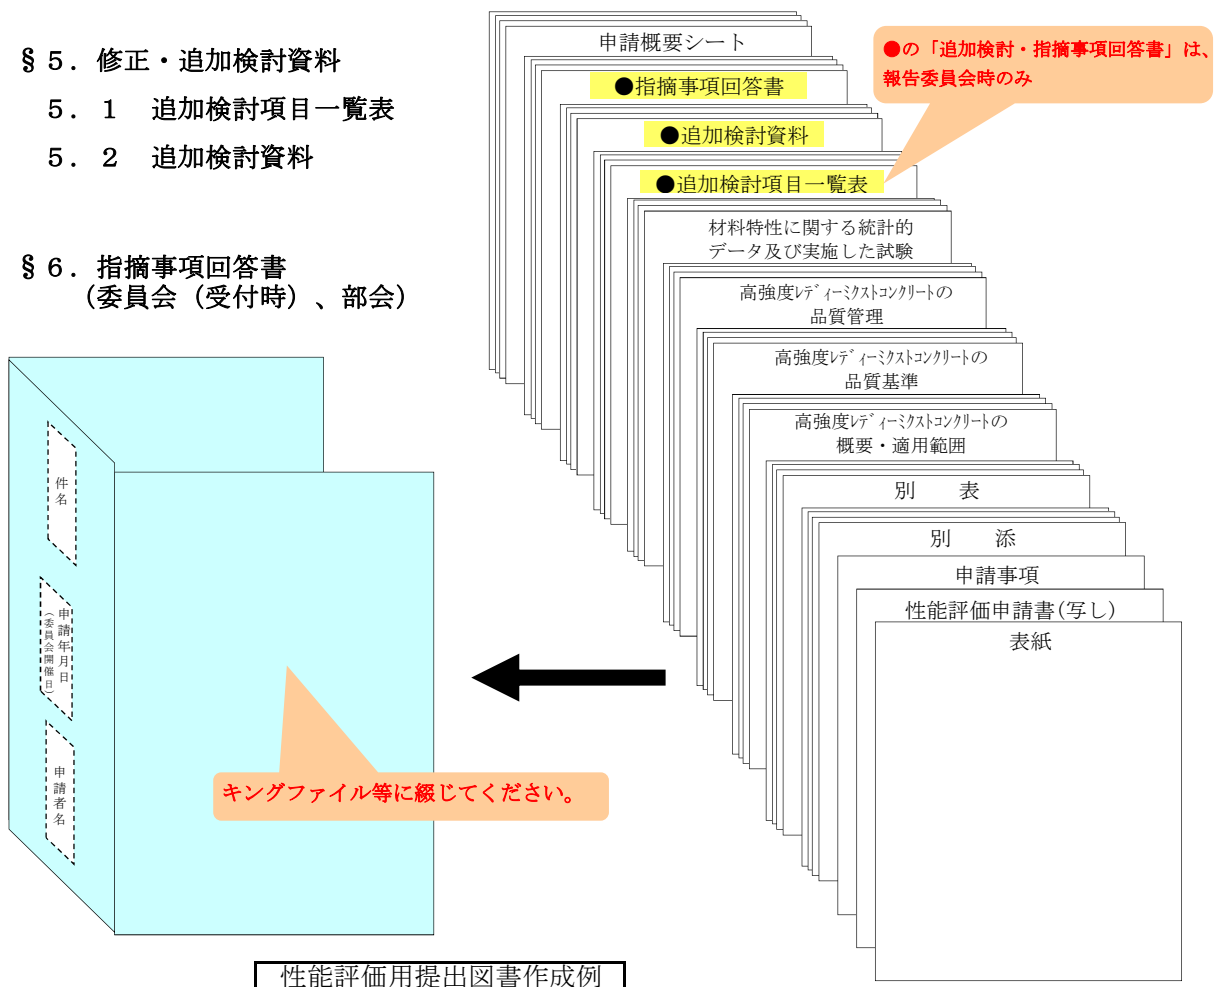 §５．修正・追加検討資料
５．１　追加検討項目一覧表
５．２　追加検討資料
§６．指摘事項回答書
（委員会（受付時）、部会）
申請概要シート
●指摘事項回答書
●追加検討資料
●追加検討項目一覧表
●の「追加検討・指摘事項回答書」は、
報告委員会時のみ
材料特性に関する統計的
データ及び実施した試験
高強度ﾚﾃﾞｨｰﾐｸｽﾄｺﾝｸﾘｰﾄの
品質管理
高強度ﾚﾃﾞｨｰﾐｸｽﾄｺﾝｸﾘｰﾄの
品質基準
高強度ﾚﾃﾞｨｰﾐｸｽﾄｺﾝｸﾘｰﾄの
概要・適用範囲
別　　表
別　　添
申請事項
性能評価申請書(写し)
表紙
件名
申請年月日
（委員会開催日）
申請者名
キングファイル等に綴じてください。
性能評価用提出図書作成例